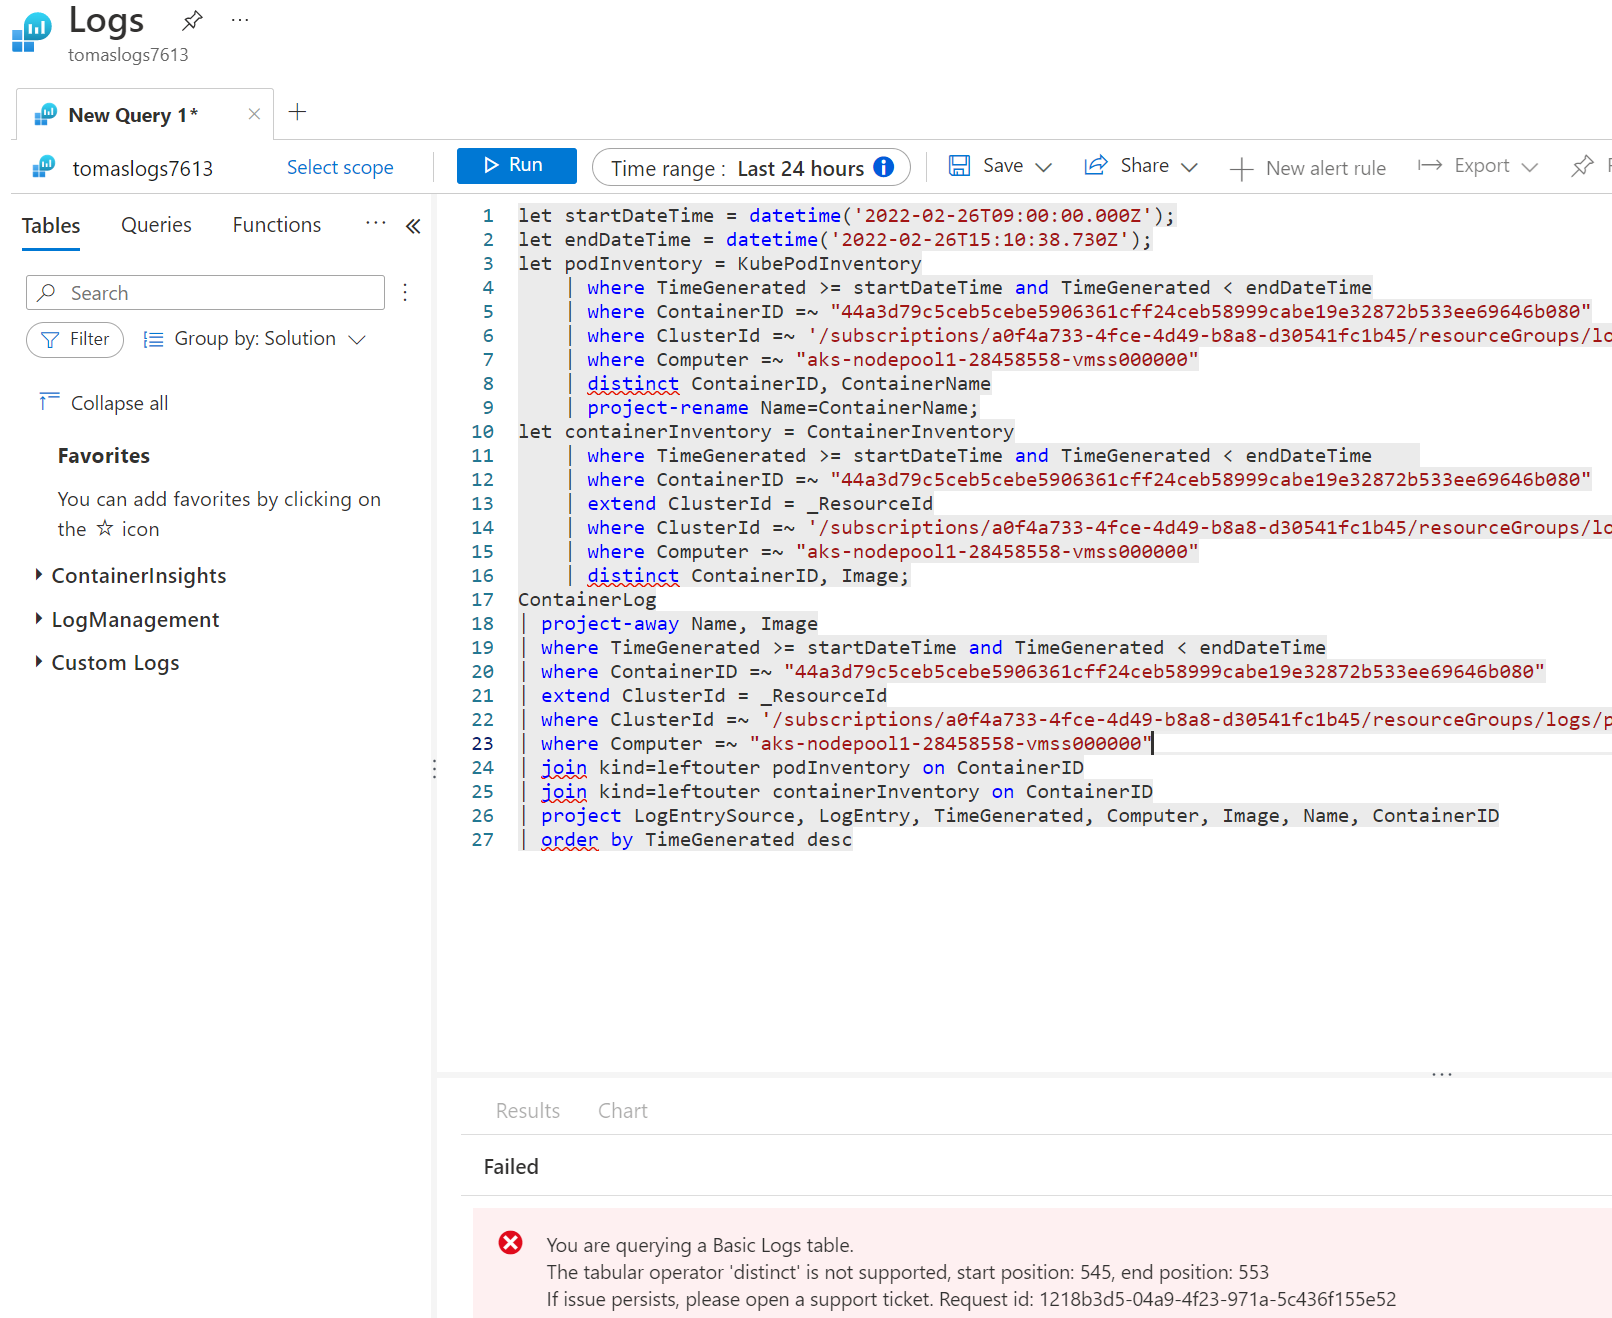 Logs
tomaslogs7613
New Query 1*
tomaslogs7613
Select scope
Run
Time range : Last 24 hours
Save
Share
New alert rule
Export
Tables
Queries
Functions
Search
Filter
Group by: Solution
Collapse all
Favorites
You can add favorites by clicking on
the ☆ icon
ContainerInsights
LogManagement
Custom Logs
1 let startDateTime = datetime('2022-02-26T09:00:00.000Z');
2 let endDateTime = datetime('2022-02-26T15:10:38.730Z');
3 let podInventory = KubePodInventory
4 | where TimeGenerated >= startDateTime and TimeGenerated < endDateTime
5 | where ContainerID =~ "44a3d79c5ceb5cebe5906361cff24ceb58999cabe19e32872b533ee69646b080"
6 | where ClusterId =~ '/subscriptions/a0f4a733-4fce-4d49-b8a8-d30541fc1b45/resourceGroups/lo
7 | where Computer =~ "aks-nodepool1-28458558-vmss000000"
8 | distinct ContainerID, ContainerName
9 | project-rename Name=ContainerName;
10 let containerInventory = ContainerInventory
11 | where TimeGenerated >= startDateTime and TimeGenerated < endDateTime
12 | where ContainerID =~ "44a3d79c5ceb5cebe5906361cff24ceb58999cabe19e32872b533ee69646b080"
13 | extend ClusterId = _ResourceId
14 | where ClusterId =~ '/subscriptions/a0f4a733-4fce-4d49-b8a8-d30541fc1b45/resourceGroups/lo
15 | where Computer =~ "aks-nodepool1-28458558-vmss000000"
16 | distinct ContainerID, Image;
17 ContainerLog
18 | project-away Name, Image
19 | where TimeGenerated >= startDateTime and TimeGenerated < endDateTime
20 | where ContainerID =~ "44a3d79c5ceb5cebe5906361cff24ceb58999cabe19e32872b533ee69646b080"
21 | extend ClusterId = _ResourceId
22 | where ClusterId =~ '/subscriptions/a0f4a733-4fce-4d49-b8a8-d30541fc1b45/resourceGroups/logs/p
23 | where Computer =~ "aks-nodepool1-28458558-vmss000000"
24 | join kind=leftouter podInventory on ContainerID
25 | join kind=leftouter containerInventory on ContainerID
26 | project LogEntrySource, LogEntry, TimeGenerated, Computer, Image, Name, ContainerID
27 | order by TimeGenerated desc
Results
Chart
Failed
You are querying a Basic Logs table.
The tabular operator 'distinct' is not supported, start position: 545, end position: 553
If issue persists, please open a support ticket. Request id: 1218b3d5-04a9-4f23-971a-5c436f155e52